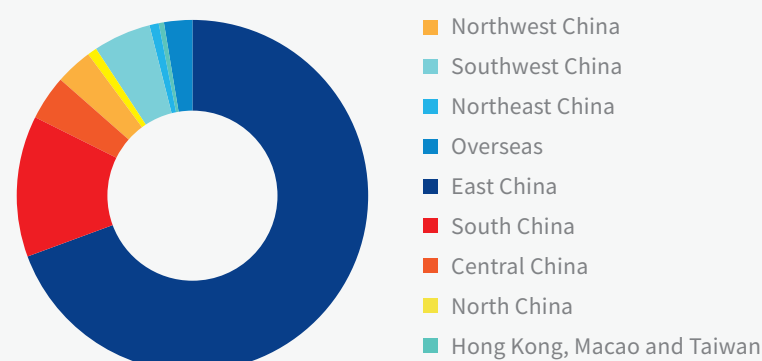 Northwest China
Southwest China
Northeast China
Overseas
East China
South China
Central China
North China
Hong Kong, Macao and Taiwan